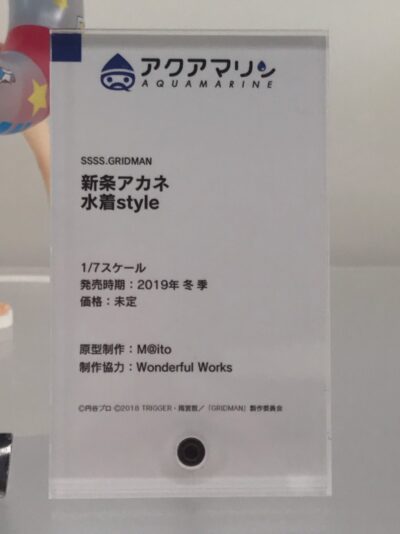 アクアマリン
AQUAMARINE
SSSS.GRIDMAN
新条アカネ
水着style
1/7スケール
発売時期：2019年 冬 季
価格：未定
原型制作：M@ito
制作協力：Wonderful Works
©円谷プロ ©2018 TRIGGER・雨宮哲／「GRIDMAN」製作委員会